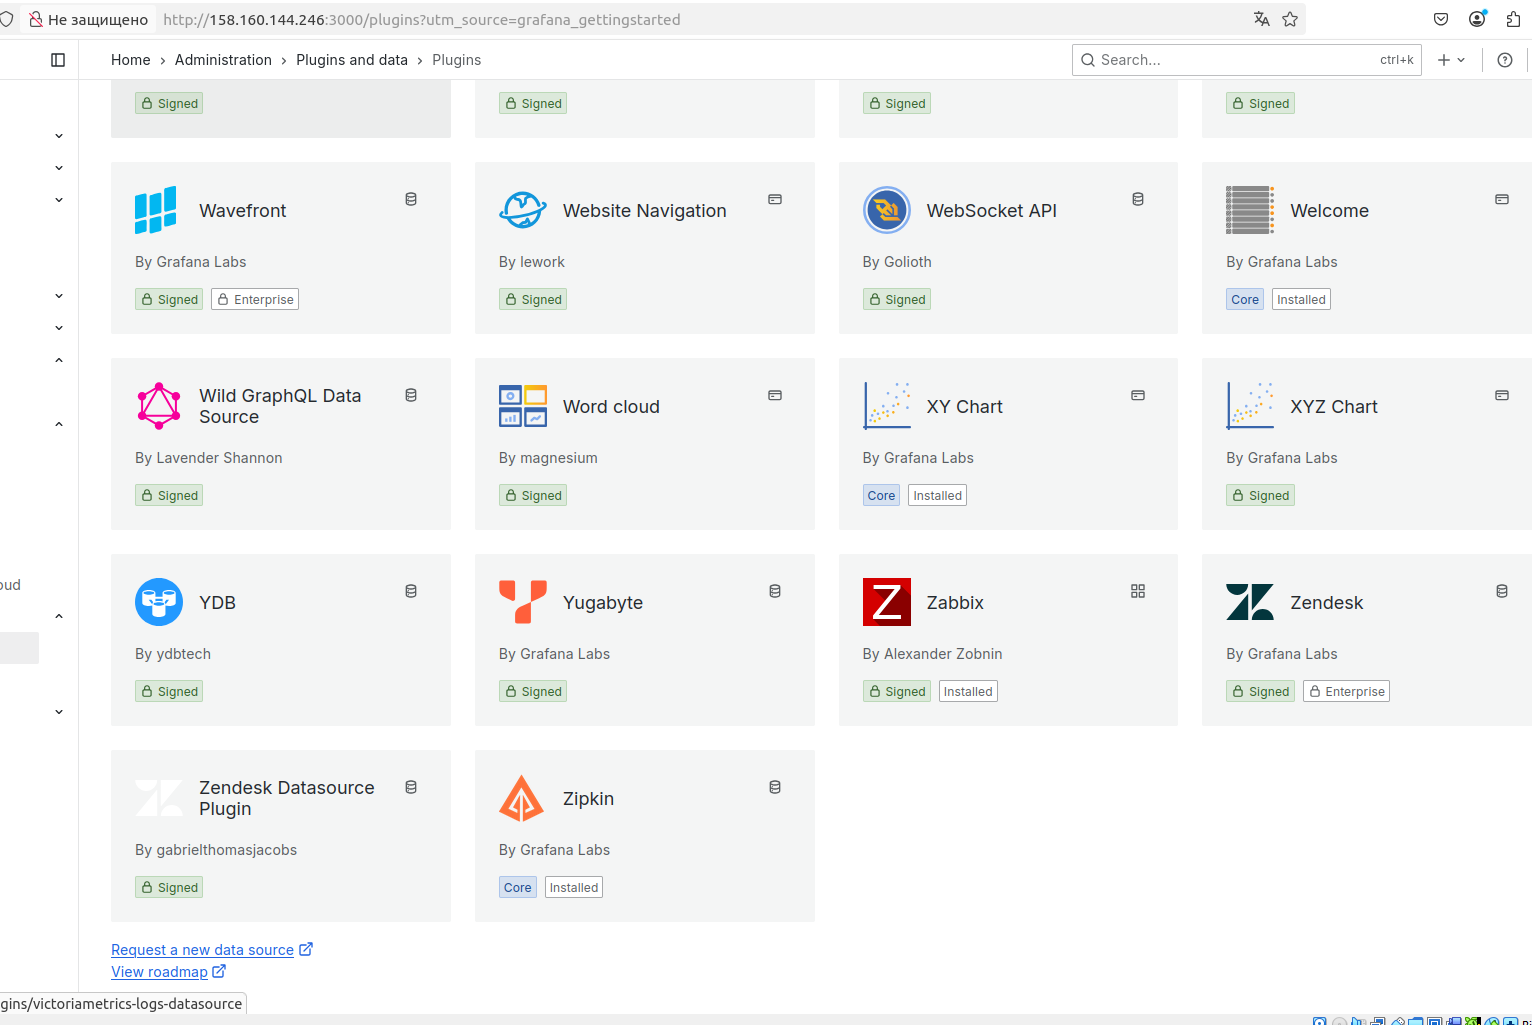 Не защищено http://158.160.144.246:3000/plugins?utm_source=grafana_gettingstarted
Home › Administration › Plugins and data › Plugins Search... ctrl+k
Signed Signed Signed Signed
Wavefront Website Navigation WebSocket API Welcome
By Grafana Labs By lework By Golioth By Grafana Labs
Signed Enterprise Signed Signed Core Installed
Wild GraphQL Data
Source
Word cloud XY Chart XYZ Chart
By Lavender Shannon By magnesium By Grafana Labs By Grafana Labs
Signed Signed Core Installed Signed
oud
YDB Yugabyte Zabbix Zendesk
By ydbtech By Grafana Labs By Alexander Zobnin By Grafana Labs
Signed Signed Signed Installed Signed Enterprise
Zendesk Datasource
Plugin
Zipkin
By gabrielthomasjacobs By Grafana Labs
Signed Core Installed
Request a new data source
View roadmap
gins/victoriametrics-logs-datasource